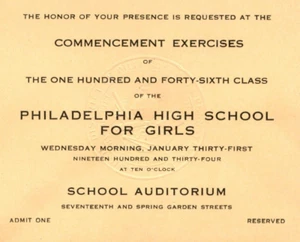 THE HONOR OF YOUR PRESENCE IS REQUESTED AT THE
COMMENCEMENT EXERCISES
OF
THE ONE HUNDRED AND FORTY-SIXTH CLASS
OF THE
PHILADELPHIA HIGH SCHOOL
FOR GIRLS
WEDNESDAY MORNING, JANUARY THIRTY-FIRST
NINETEEN HUNDRED AND THIRTY-FOUR
AT TEN O'CLOCK
SCHOOL AUDITORIUM
SEVENTEENTH AND SPRING GARDEN STREETS
ADMIT ONE RESERVED